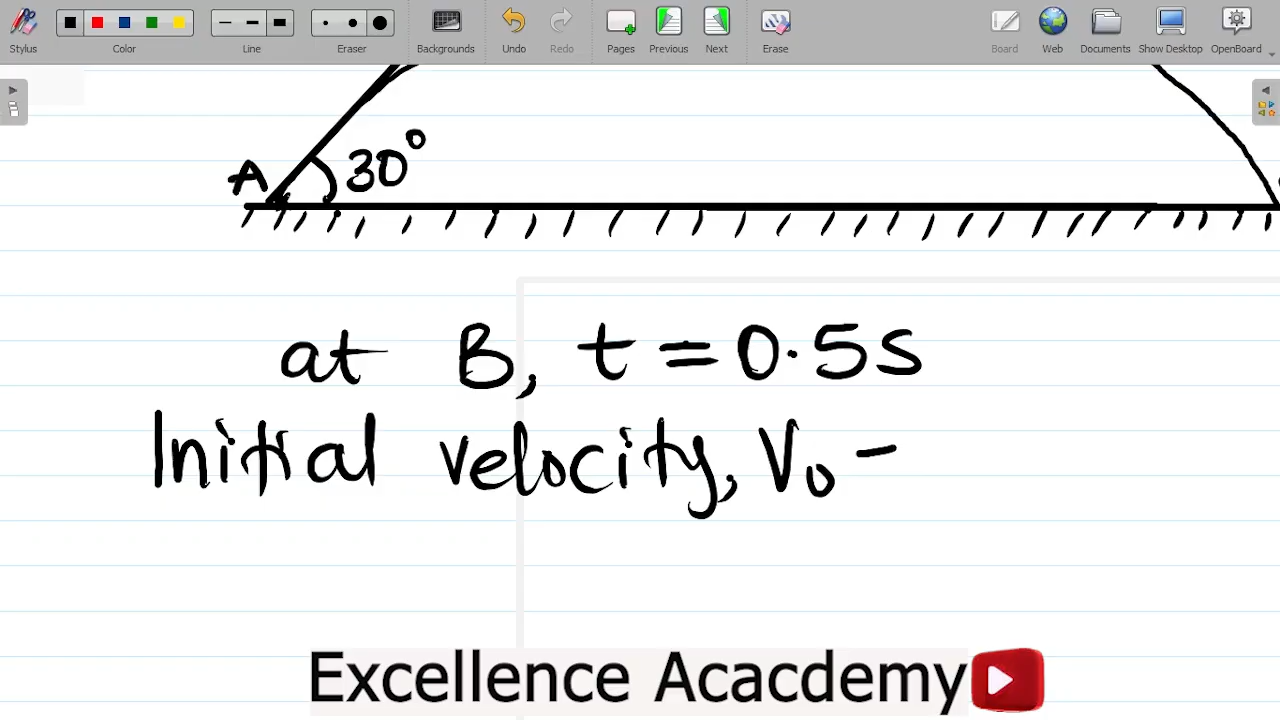 Stylus
Color
Line
Eraser
Backgrounds
Undo
Redo
Pages
Previous
Next
Erase
Board
Web
Documents
Show Desktop
OpenBoard
A 30°
at B, t = 0.5s
Initial velocity, V₀ -
Excellence Acacdemy